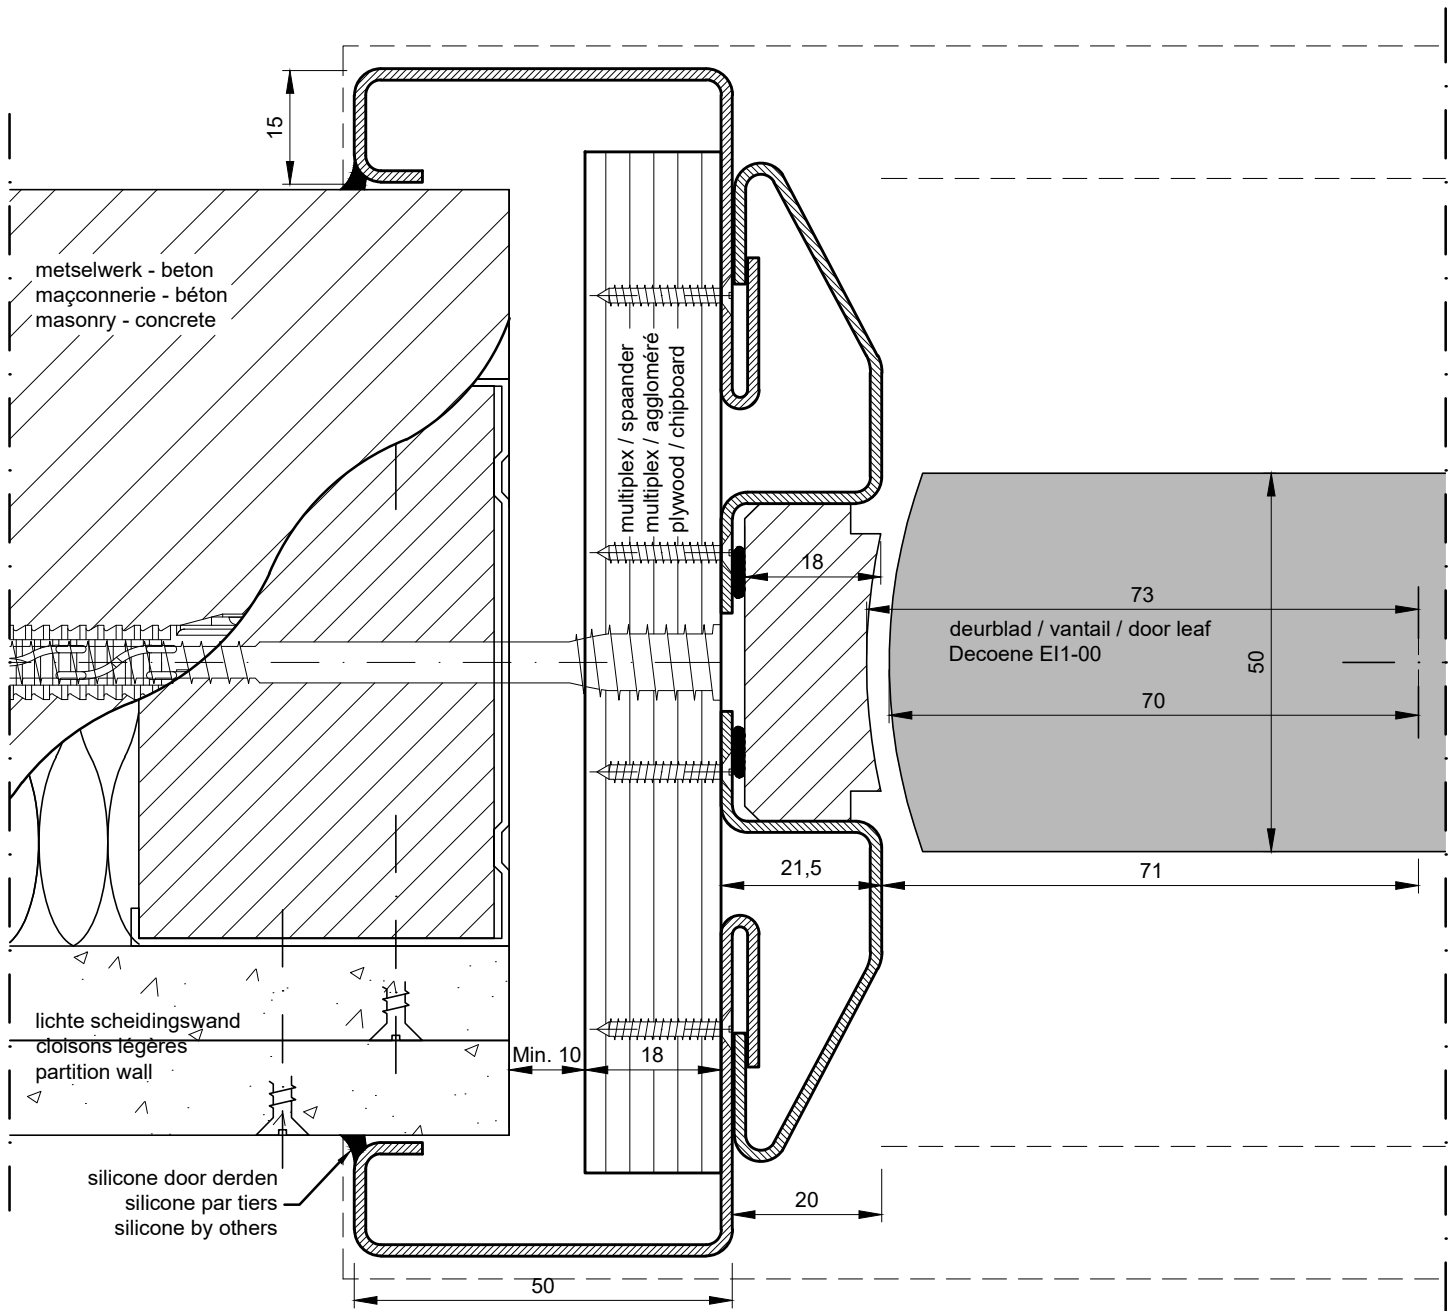 15
metselwerk - beton
maçconnerie - béton
masonry - concrete
multiplex / spaander
multiplex / aggloméré
plywood / chipboard
18
73
deurblad / vantail / door leaf
Decoene EI1-00
50
70
21,5
71
lichte scheidingswand
cloisons légères
partition wall
Min. 10
18
silicone door derden
silicone par tiers
silicone by others
20
50